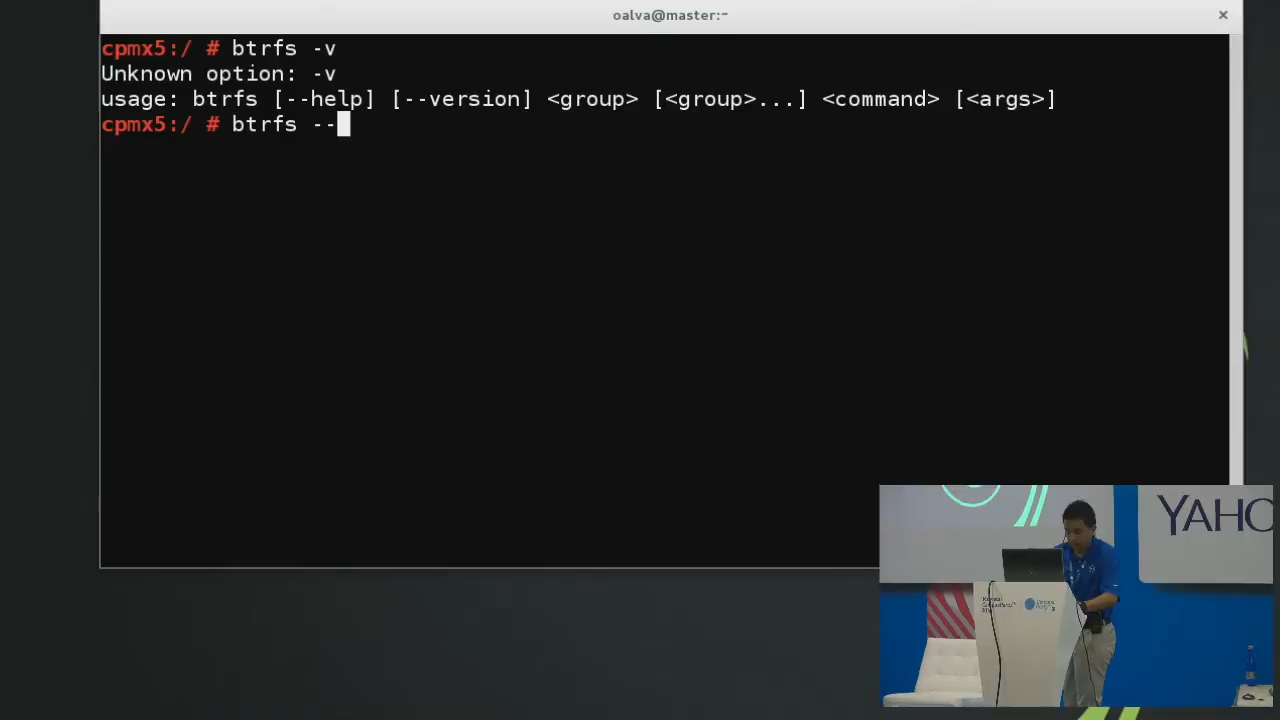 oalva@master:~
cpmx5:/ # btrfs -v
Unknown option: -v
usage: btrfs [--help] [--version] <group> [<group>...] <command> [<args>]
cpmx5:/ # btrfs --
YAHO